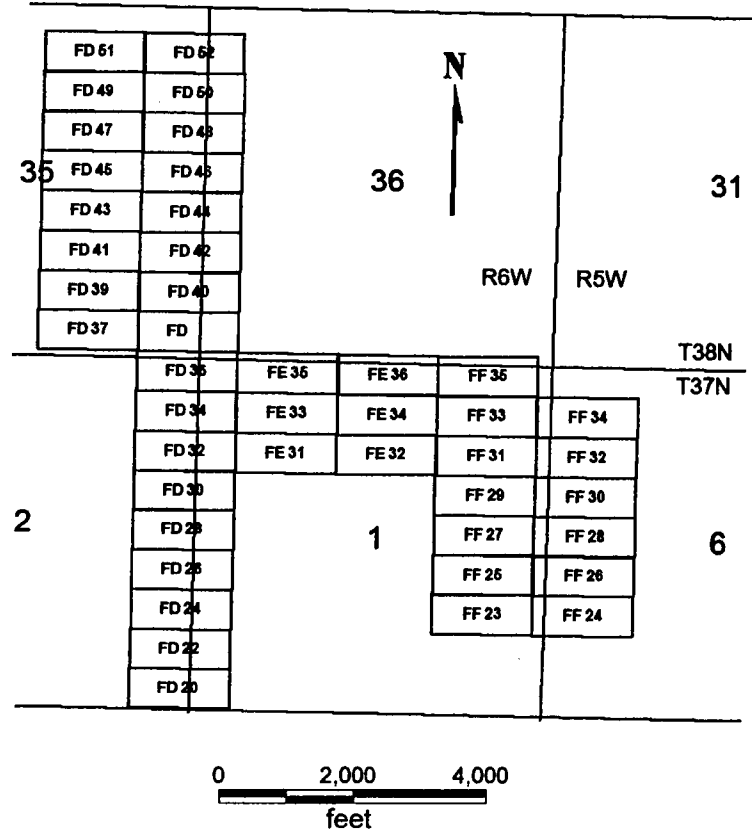 FD 51 FD 52
N
FD 49 FD 50
FD 47 FD 48
35 FD 45 FD 46 36 31
FD 43 FD 44
FD 41 FD 42
R6W R5W
FD 39 FD 40
FD 37 FD
T38N
FD 36 FE 35 FE 36 FF 35
T37N
FD 34 FE 33 FE 34 FF 33 FF 34
FD 32 FE 31 FE 32 FF 31 FF 32
FD 30 FF 29 FF 30
2 FD 28 1 FF 27 FF 28 6
FD 26 FF 25 FF 26
FD 24 FF 23 FF 24
FD 22
FD 20
0 2,000 4,000
feet